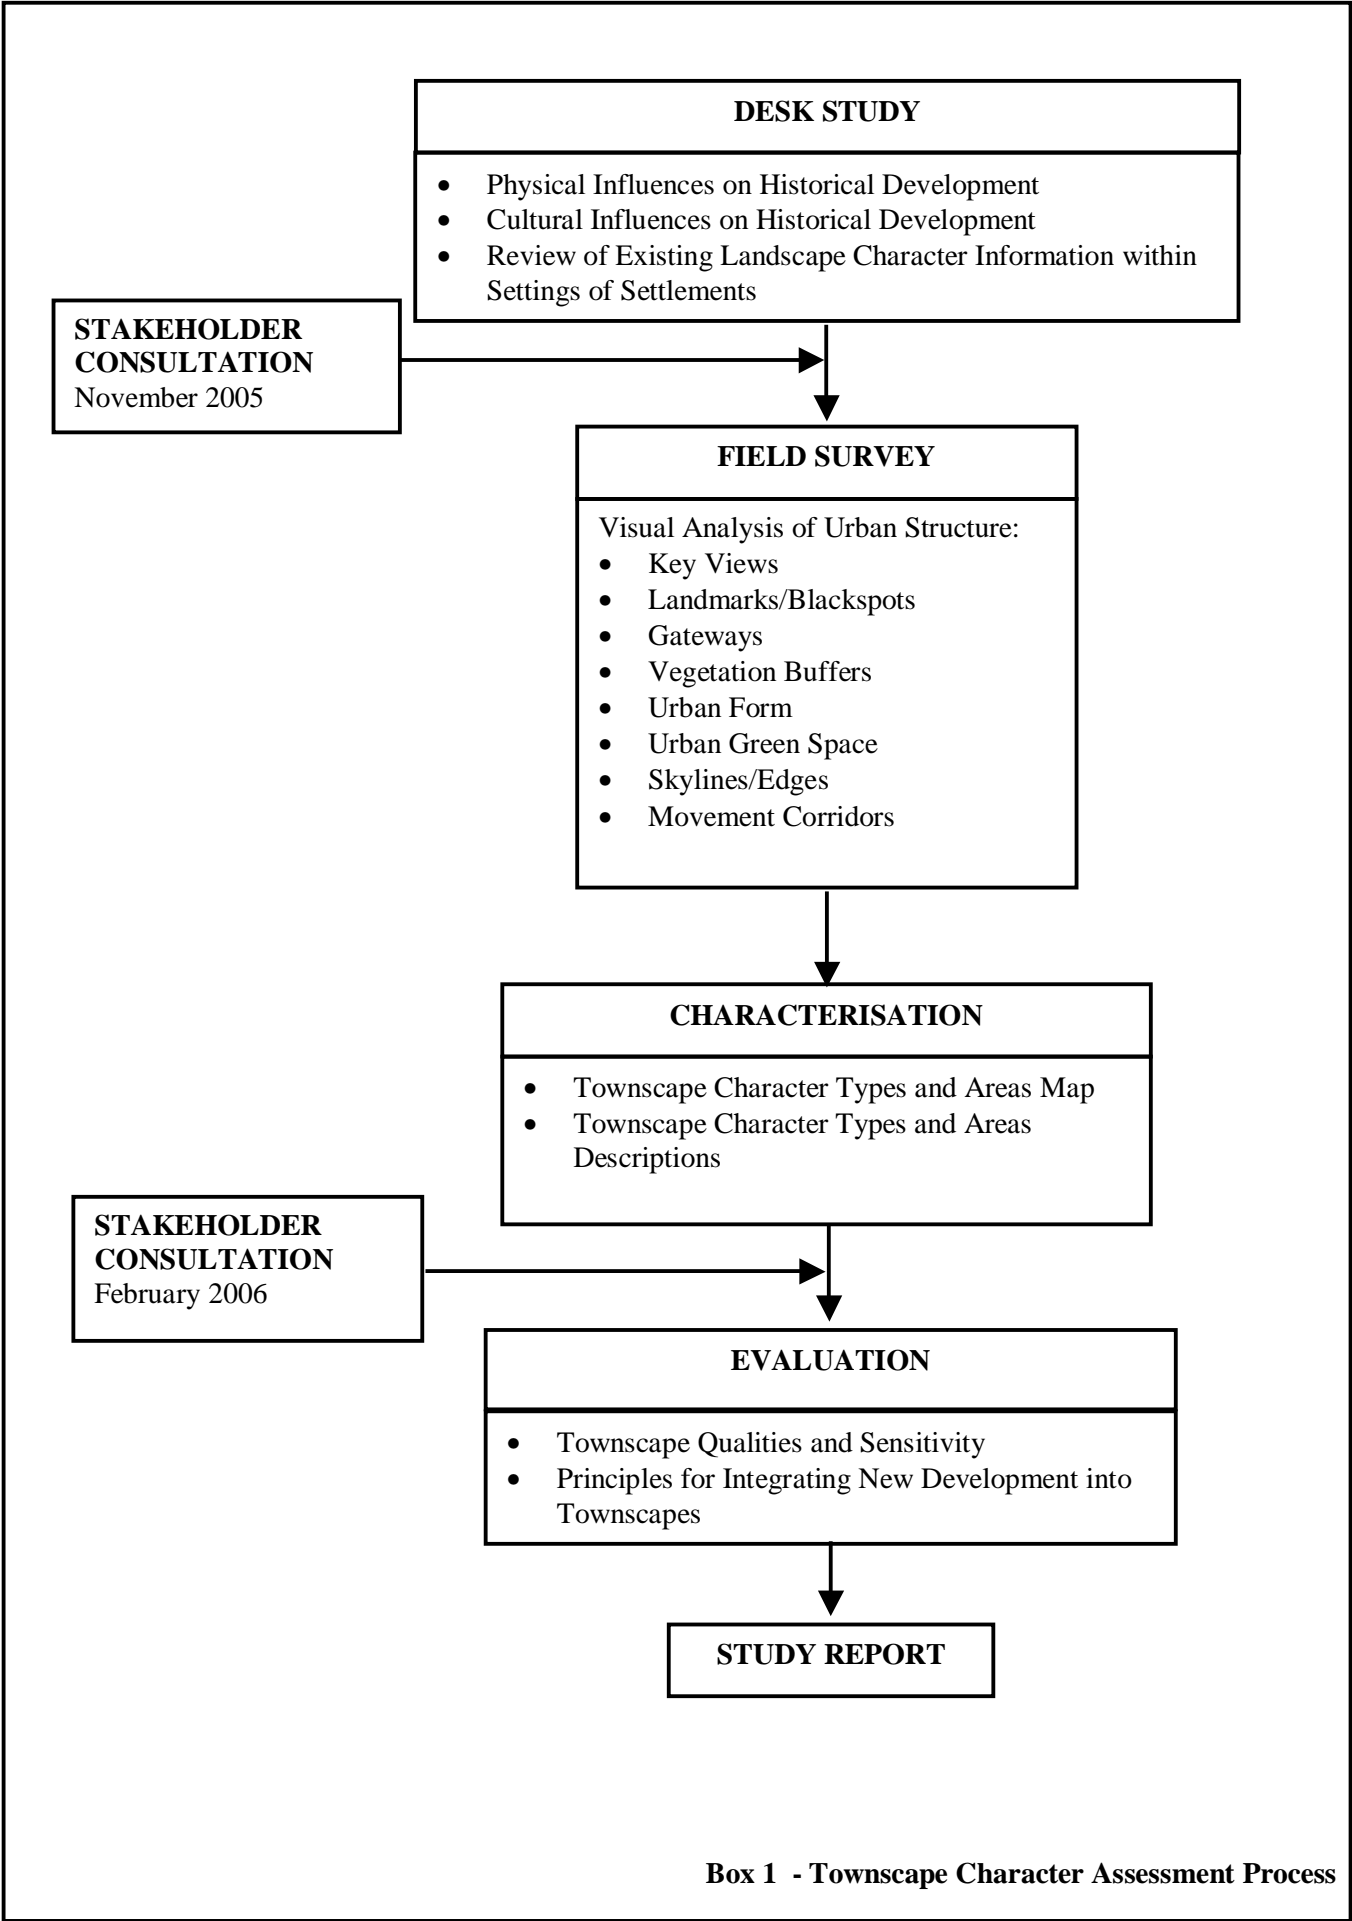 DESK STUDY
• Physical Influences on Historical Development
• Cultural Influences on Historical Development
• Review of Existing Landscape Character Information within
Settings of Settlements
STAKEHOLDER
CONSULTATION
November 2005
FIELD SURVEY
Visual Analysis of Urban Structure:
• Key Views
• Landmarks/Blackspots
• Gateways
• Vegetation Buffers
• Urban Form
• Urban Green Space
• Skylines/Edges
• Movement Corridors
CHARACTERISATION
• Townscape Character Types and Areas Map
• Townscape Character Types and Areas
Descriptions
STAKEHOLDER
CONSULTATION
February 2006
EVALUATION
• Townscape Qualities and Sensitivity
• Principles for Integrating New Development into
Townscapes
STUDY REPORT
Box 1 - Townscape Character Assessment Process